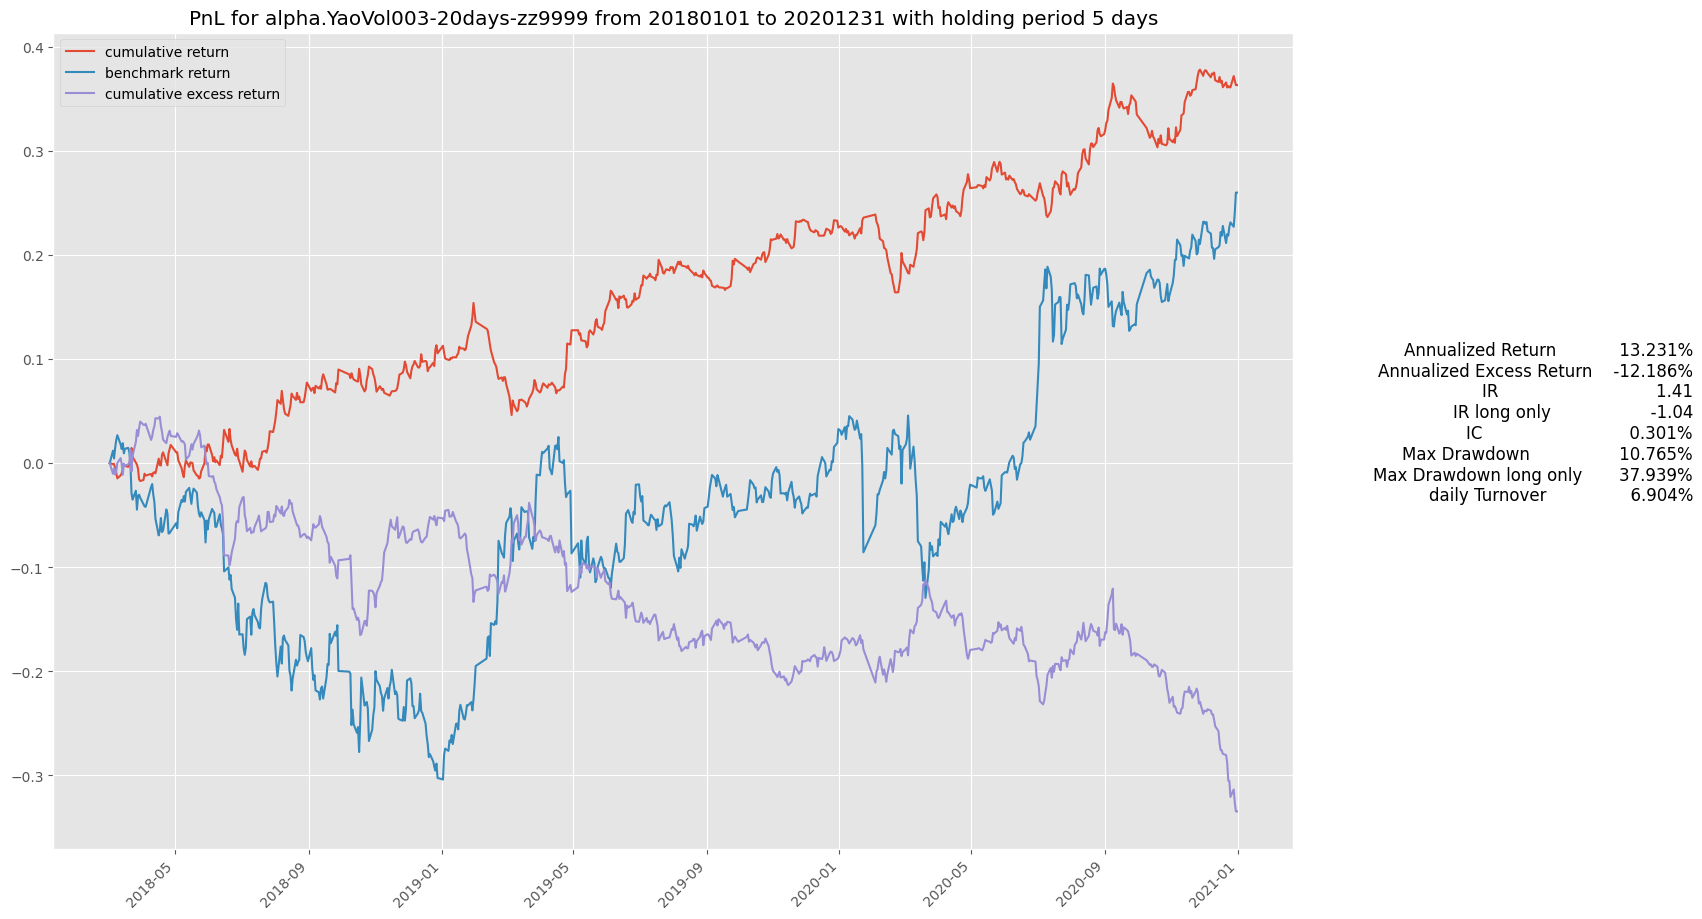 PnL for alpha.YaoVol003-20days-zz9999 from 20180101 to 20201231 with holding period 5 days
cumulative return
benchmark return
cumulative excess return
0.4
0.3
0.2
0.1
0.0
−0.1
−0.2
−0.3
2018-05
2018-09
2019-01
2019-05
2019-09
2020-01
2020-05
2020-09
2021-01
Annualized Return 13.231%
Annualized Excess Return -12.186%
IR 1.41
IR long only -1.04
IC 0.301%
Max Drawdown 10.765%
Max Drawdown long only 37.939%
daily Turnover 6.904%